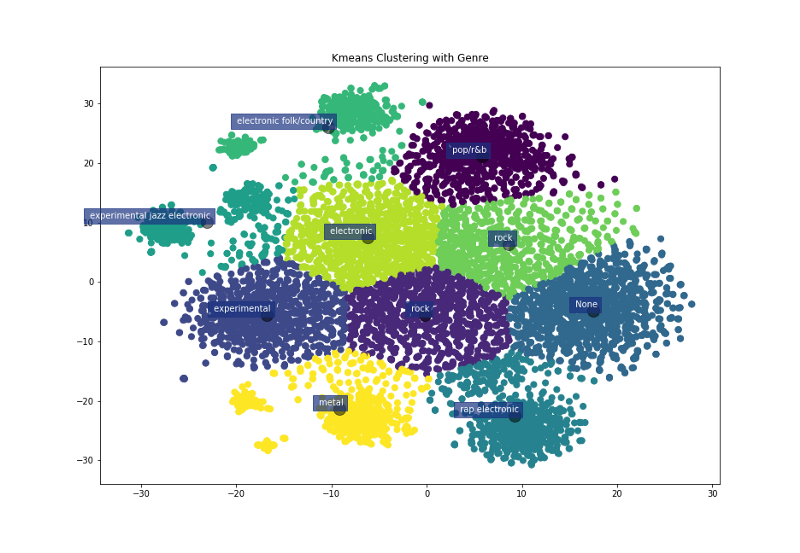 Kmeans Clustering with Genre
30
electronic folk/country
20
pop/r&b
experimental jazz electronic
10
electronic
rock
0
experimental
rock
None
−10
metal
rap electronic
−20
−30
−30
−20
−10
0
10
20
30